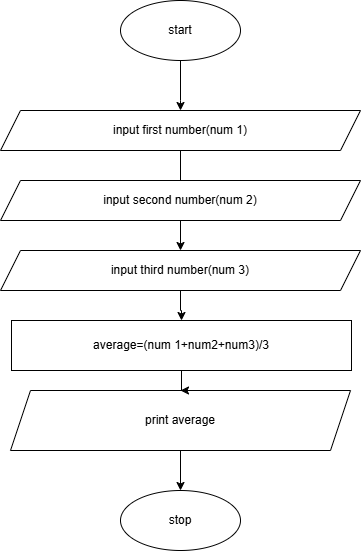 start
input first number(num 1)
input second number(num 2)
input third number(num 3)
average=(num 1+num2+num3)/3
print average
stop